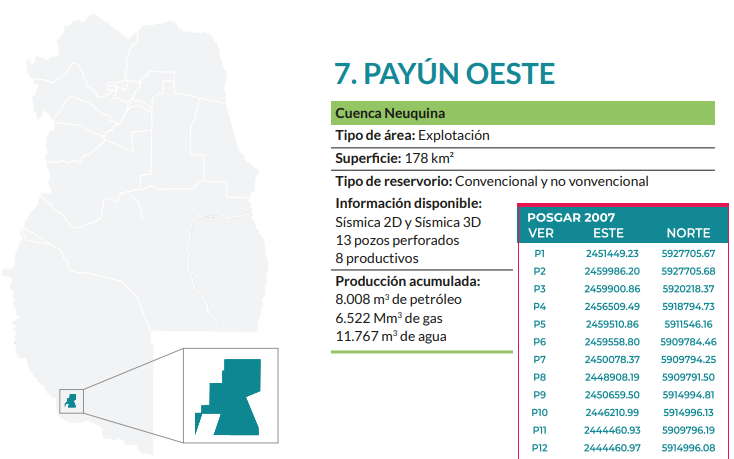 7. PAYÚN OESTE
Cuenca Neuquina
Tipo de área: Explotación
Superficie: 178 km²
Tipo de reservorio: Convencional y no vonvencional
Información disponible:
Sísmica 2D y Sísmica 3D
13 pozos perforados
8 productivos
Producción acumulada:
8.008 m³ de petróleo
6.522 Mm³ de gas
11.767 m³ de agua
POSGAR 2007
VER ESTE NORTE
P1 2451449.23 5927705.67
P2 2459986.20 5927705.68
P3 2459900.86 5920218.37
P4 2456509.49 5918794.73
P5 2459510.86 5911546.16
P6 2459558.80 5909784.46
P7 2450078.37 5909794.25
P8 2448908.19 5909791.50
P9 2450659.50 5914994.81
P10 2446210.99 5914996.13
P11 2444460.93 5909796.19
P12 2444460.97 5914996.08